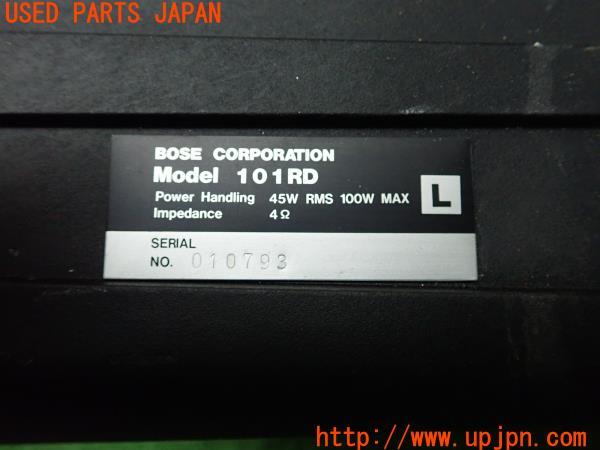 USED PARTS JAPAN
BOSE CORPORATION
Model 101RD
Power Handling 45W RMS 100W MAX
Impedance 4Ω
L
SERIAL
NO. 010793
http://www.upjpn.com/